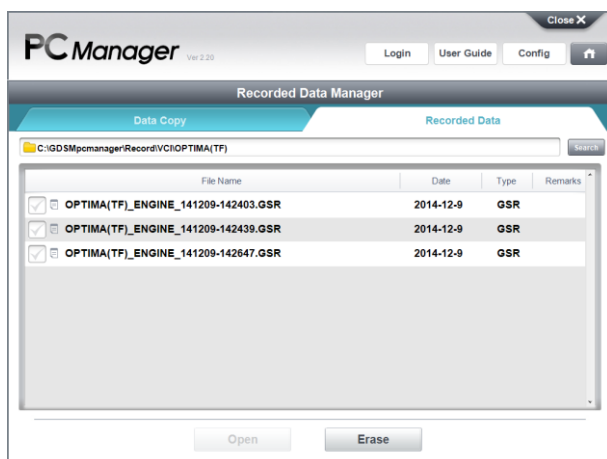 Close X
PC Manager Ver 2.20
Login User Guide Config
Recorded Data Manager
Data Copy Recorded Data
C:\GDSMpcmanager\Record\VCI\OPTIMA(TF) Search
File Name Date Type Remarks
OPTIMA(TF)_ENGINE_141209-142403.GSR 2014-12-9 GSR
OPTIMA(TF)_ENGINE_141209-142439.GSR 2014-12-9 GSR
OPTIMA(TF)_ENGINE_141209-142647.GSR 2014-12-9 GSR
Open Erase